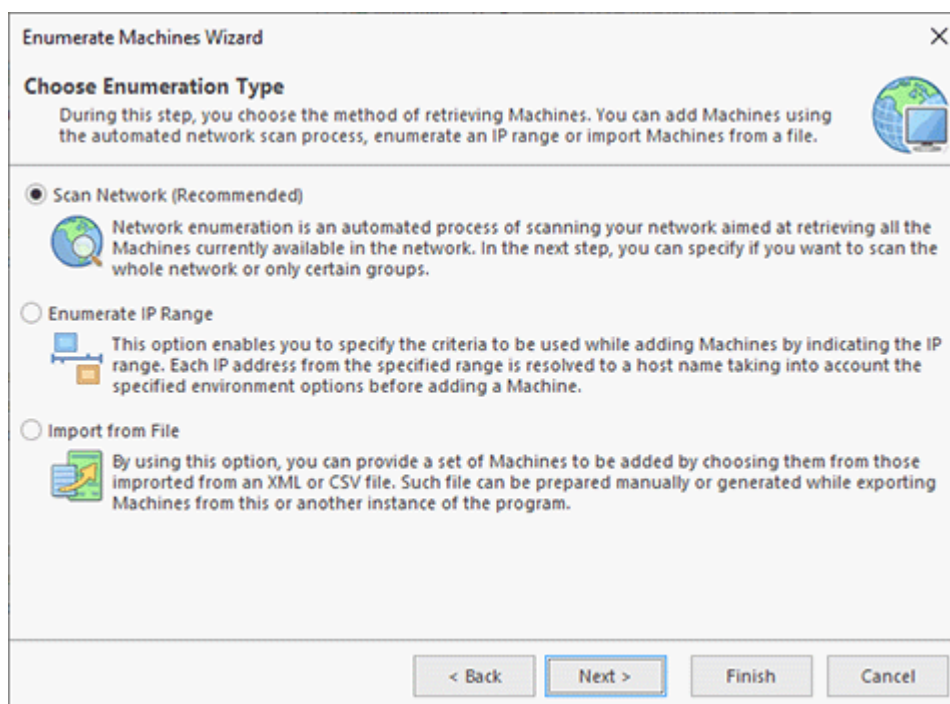 Enumerate Machines Wizard
Choose Enumeration Type
During this step, you choose the method of retrieving Machines. You can add Machines using
the automated network scan process, enumerate an IP range or import Machines from a file.
Scan Network (Recommended)
Network enumeration is an automated process of scanning your network aimed at retrieving all the
Machines currently available in the network. In the next step, you can specify if you want to scan the
whole network or only certain groups.
Enumerate IP Range
This option enables you to specify the criteria to be used while adding Machines by indicating the IP
range. Each IP address from the specified range is resolved to a host name taking into account the
specified environment options before adding a Machine.
Import from File
By using this option, you can provide a set of Machines to be added by choosing them from those
improrted from an XML or CSV file. Such file can be prepared manually or generated while exporting
Machines from this or another instance of the program.
< Back Next > Finish Cancel